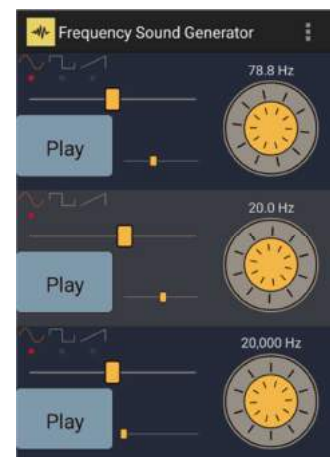 Frequency Sound Generator
78.8 Hz
Play
20.0 Hz
Play
20,000 Hz
Play